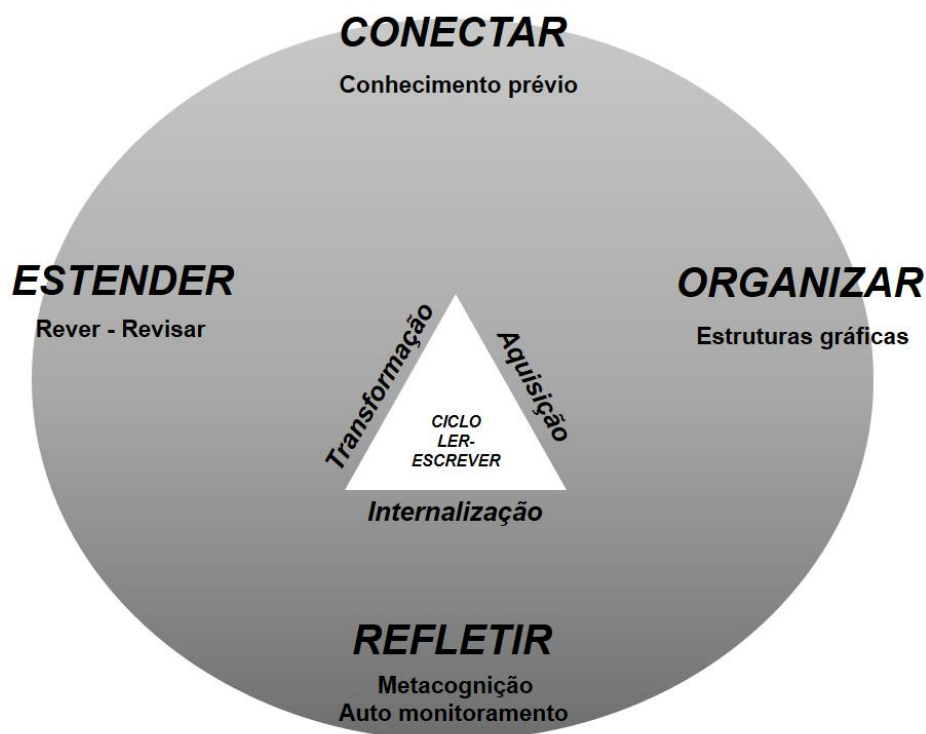 CONECTAR
Conhecimento prévio
ESTENDER
Rever - Revisar
ORGANIZAR
Estruturas gráficas
Transformação
Aquisição
CICLO
LER-
ESCREVER
Internalização
REFLETIR
Metacognição
Auto monitoramento